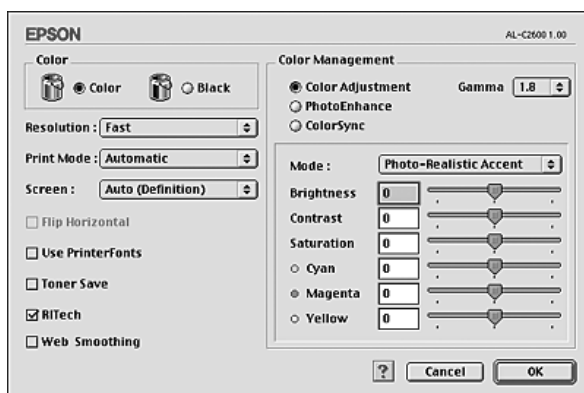 EPSON
AL-C2600 1.00
Color
Color
Black
Resolution : Fast
Print Mode : Automatic
Screen : Auto (Definition)
Flip Horizontal
Use PrinterFonts
Toner Save
RITech
Web Smoothing
Color Management
Color Adjustment
Gamma 1.8
PhotoEnhance
ColorSync
Mode : Photo-Realistic Accent
Brightness 0
Contrast 0
Saturation 0
Cyan 0
Magenta 0
Yellow 0
? Cancel OK